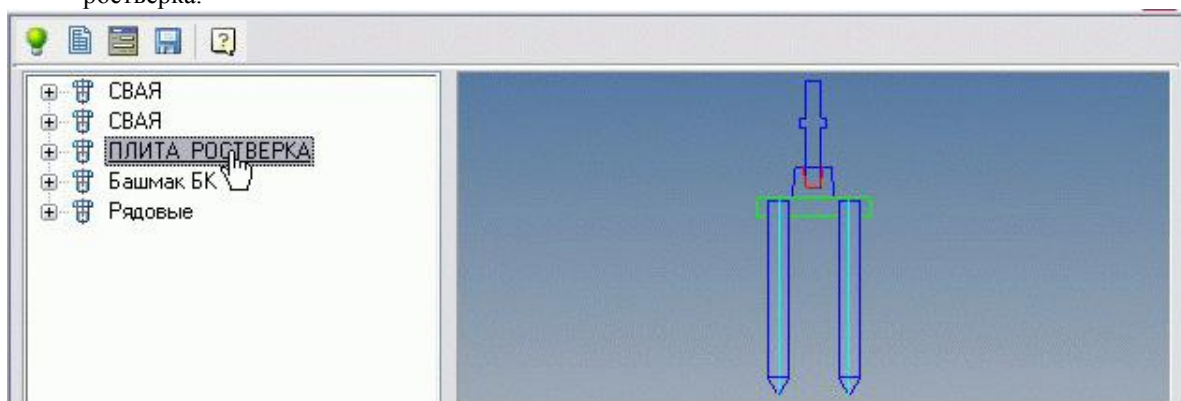 ростверка.
СВАЯ
СВАЯ
ПЛИТА РОСТВЕРКА
Башмак БК
Рядовые